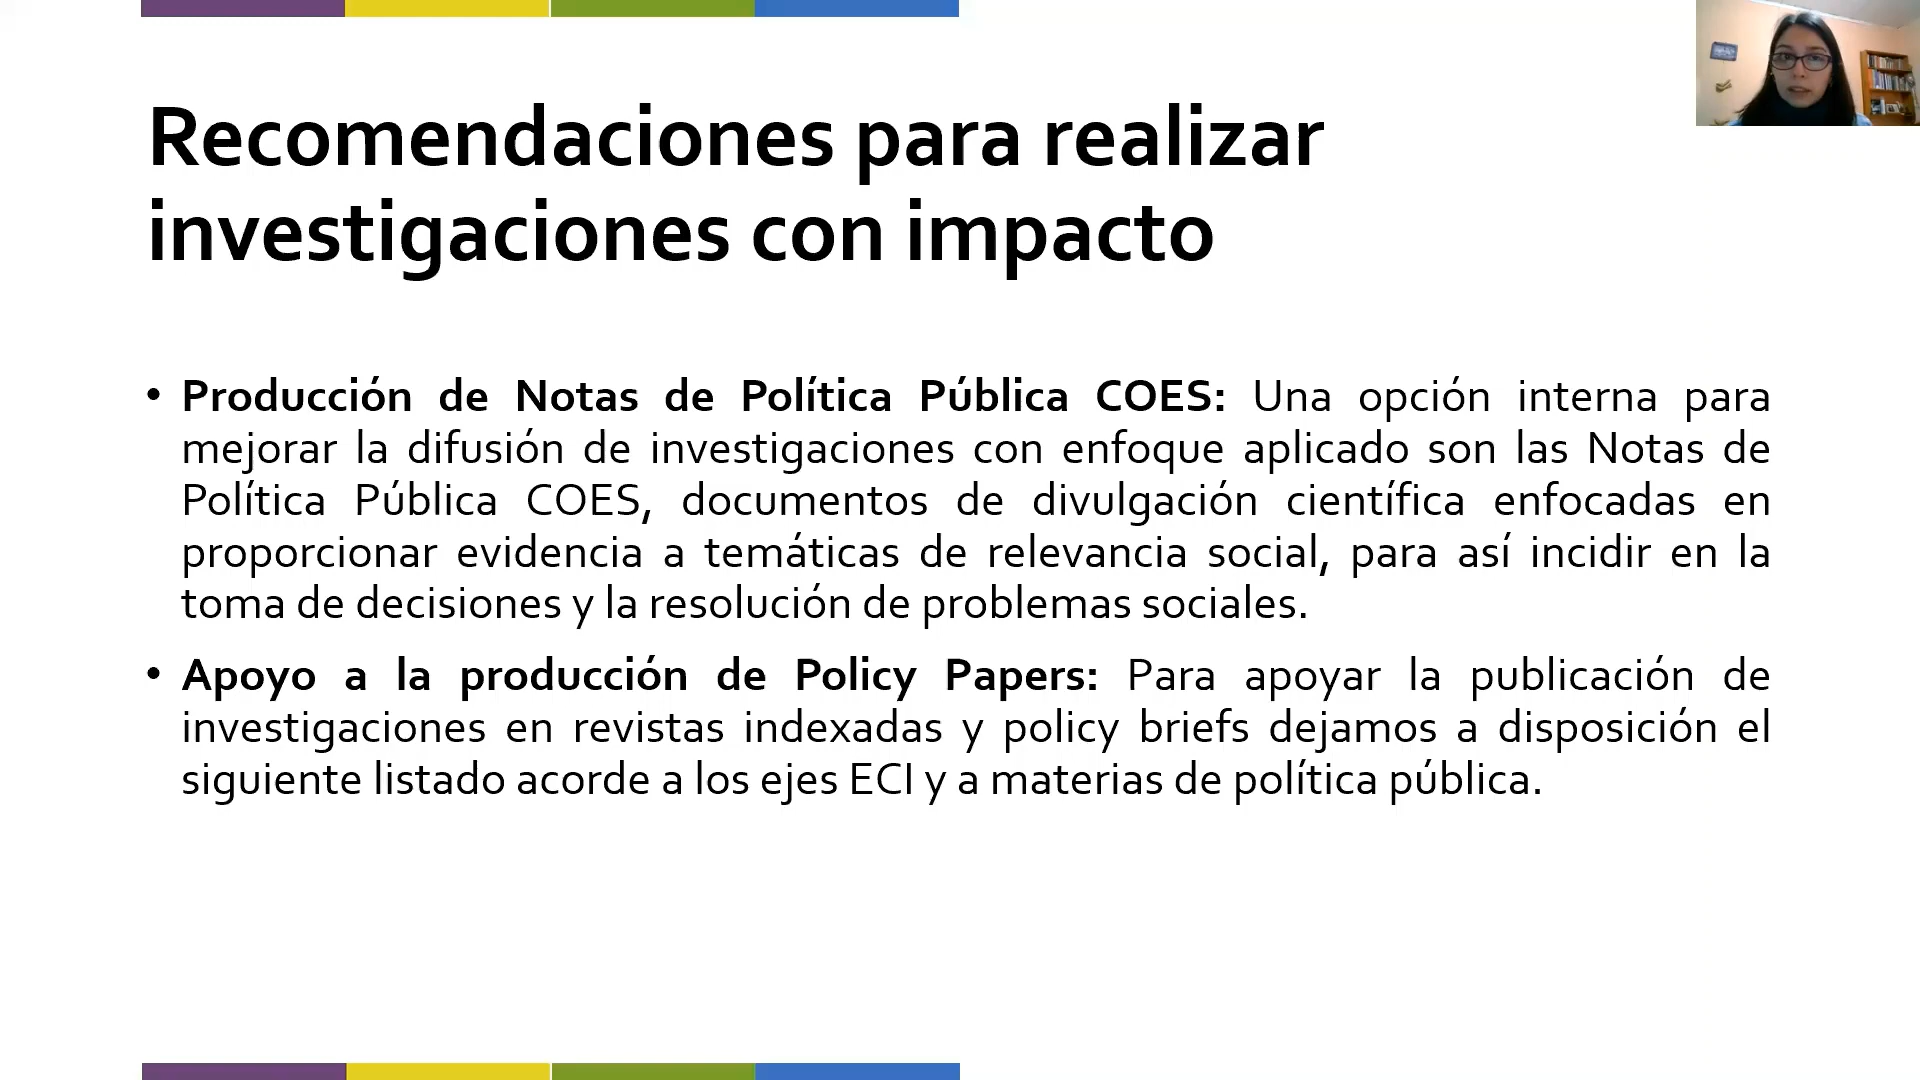 Recomendaciones para realizar
investigaciones con impacto
• Producción de Notas de Política Pública COES: Una opción interna para
mejorar la difusión de investigaciones con enfoque aplicado son las Notas de
Política Pública COES, documentos de divulgación científica enfocadas en
proporcionar evidencia a temáticas de relevancia social, para así incidir en la
toma de decisiones y la resolución de problemas sociales.
• Apoyo a la producción de Policy Papers: Para apoyar la publicación de
investigaciones en revistas indexadas y policy briefs dejamos a disposición el
siguiente listado acorde a los ejes ECI y a materias de política pública.